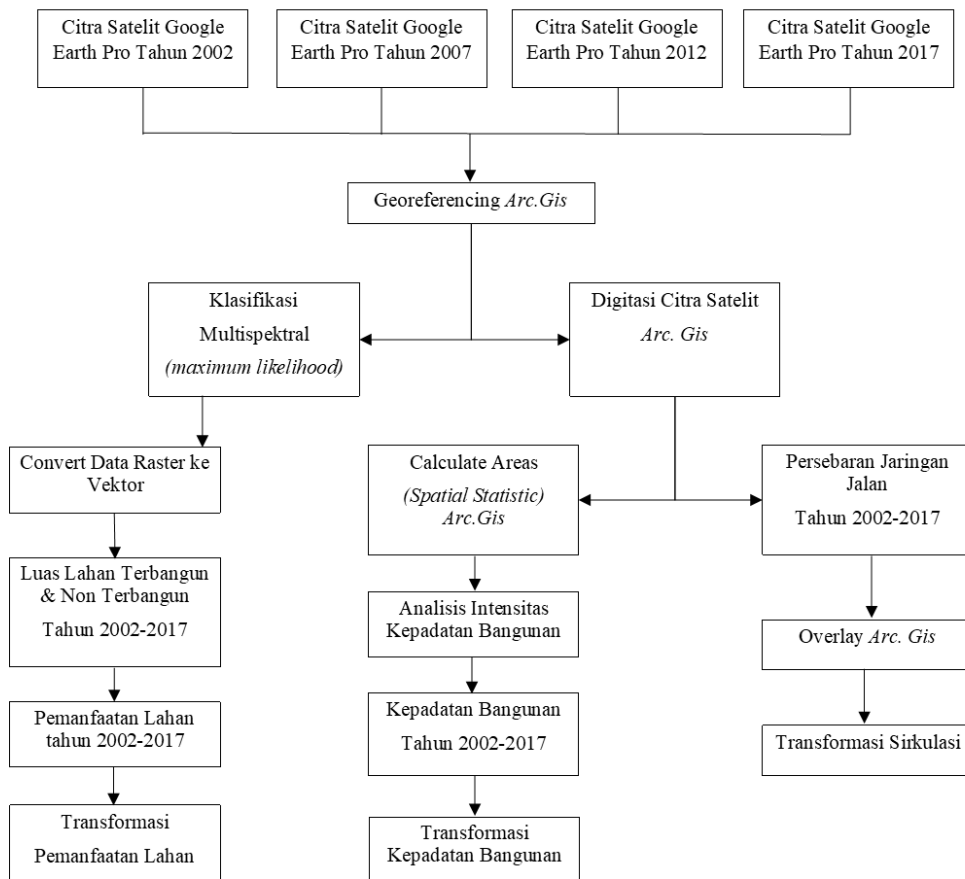 Citra Satelit Google
Earth Pro Tahun 2002
Citra Satelit Google
Earth Pro Tahun 2007
Citra Satelit Google
Earth Pro Tahun 2012
Citra Satelit Google
Earth Pro Tahun 2017
Georeferencing Arc.Gis
Klasifikasi
Multispektral
(maximum likelihood)
Digitasi Citra Satelit
Arc. Gis
Convert Data Raster ke
Vektor
Calculate Areas
(Spatial Statistic)
Arc.Gis
Persebaran Jaringan
Jalan
Tahun 2002-2017
Luas Lahan Terbangun
& Non Terbangun
Tahun 2002-2017
Analisis Intensitas
Kepadatan Bangunan
Overlay Arc. Gis
Pemanfaatan Lahan
tahun 2002-2017
Kepadatan Bangunan
Tahun 2002-2017
Transformasi Sirkulasi
Transformasi
Pemanfaatan Lahan
Transformasi
Kepadatan Bangunan